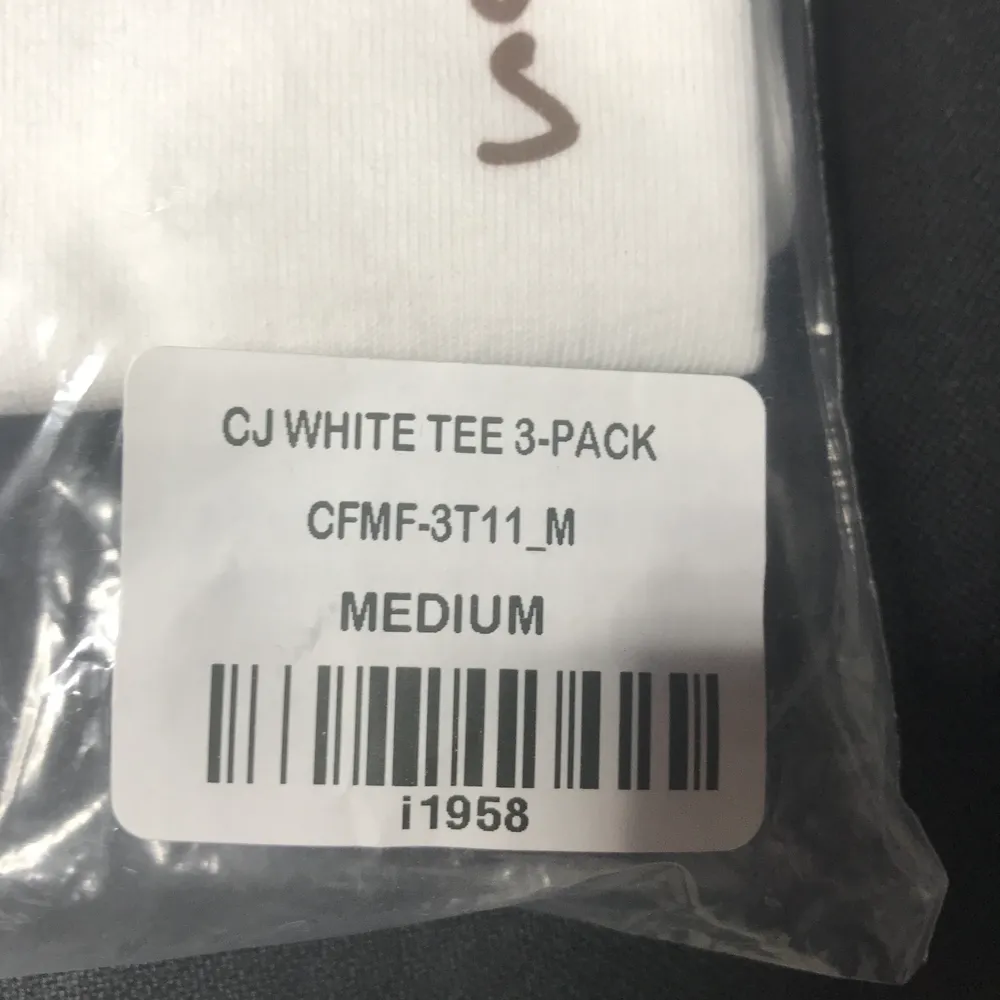 s
CJ WHITE TEE 3-PACK
CFMF-3T11_M
MEDIUM
i1958